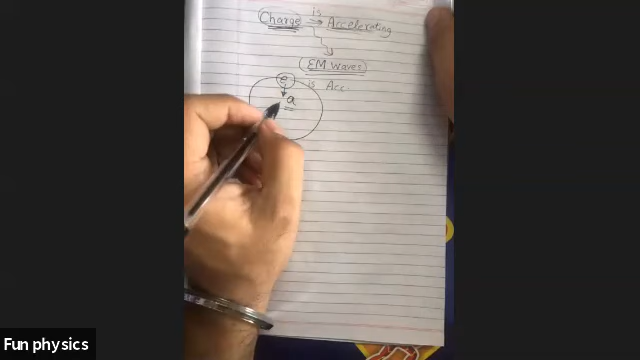 is
Charge ⇒ Accelerating
EM waves
e⁻
is Acc
a
Fun physics